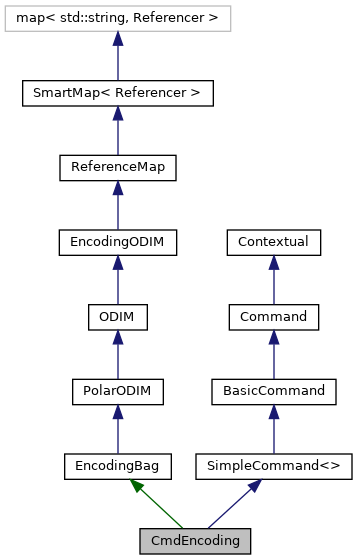 map< std::string, Referencer >
SmartMap< Referencer >
ReferenceMap
EncodingODIM
Contextual
ODIM
Command
PolarODIM
BasicCommand
EncodingBag
SimpleCommand<>
CmdEncoding